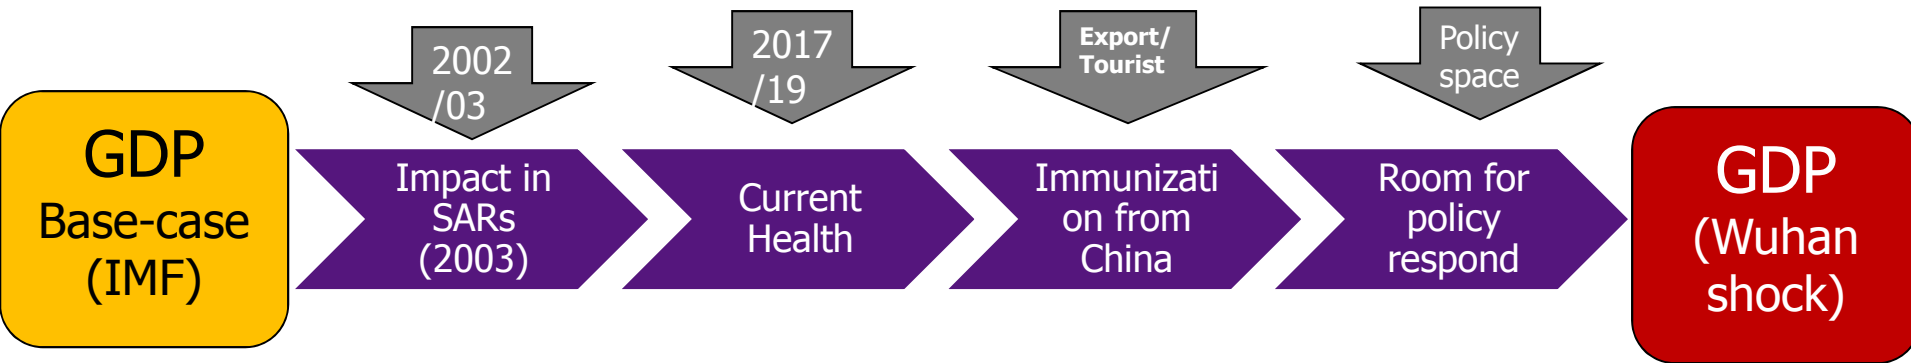 2002
/03
2017
/19
Export/
Tourist
Policy
space
GDP
Base-case
(IMF)
Impact in
SARs
(2003)
Current
Health
Immunizati
on from
China
Room for
policy
respond
GDP
(Wuhan
shock)